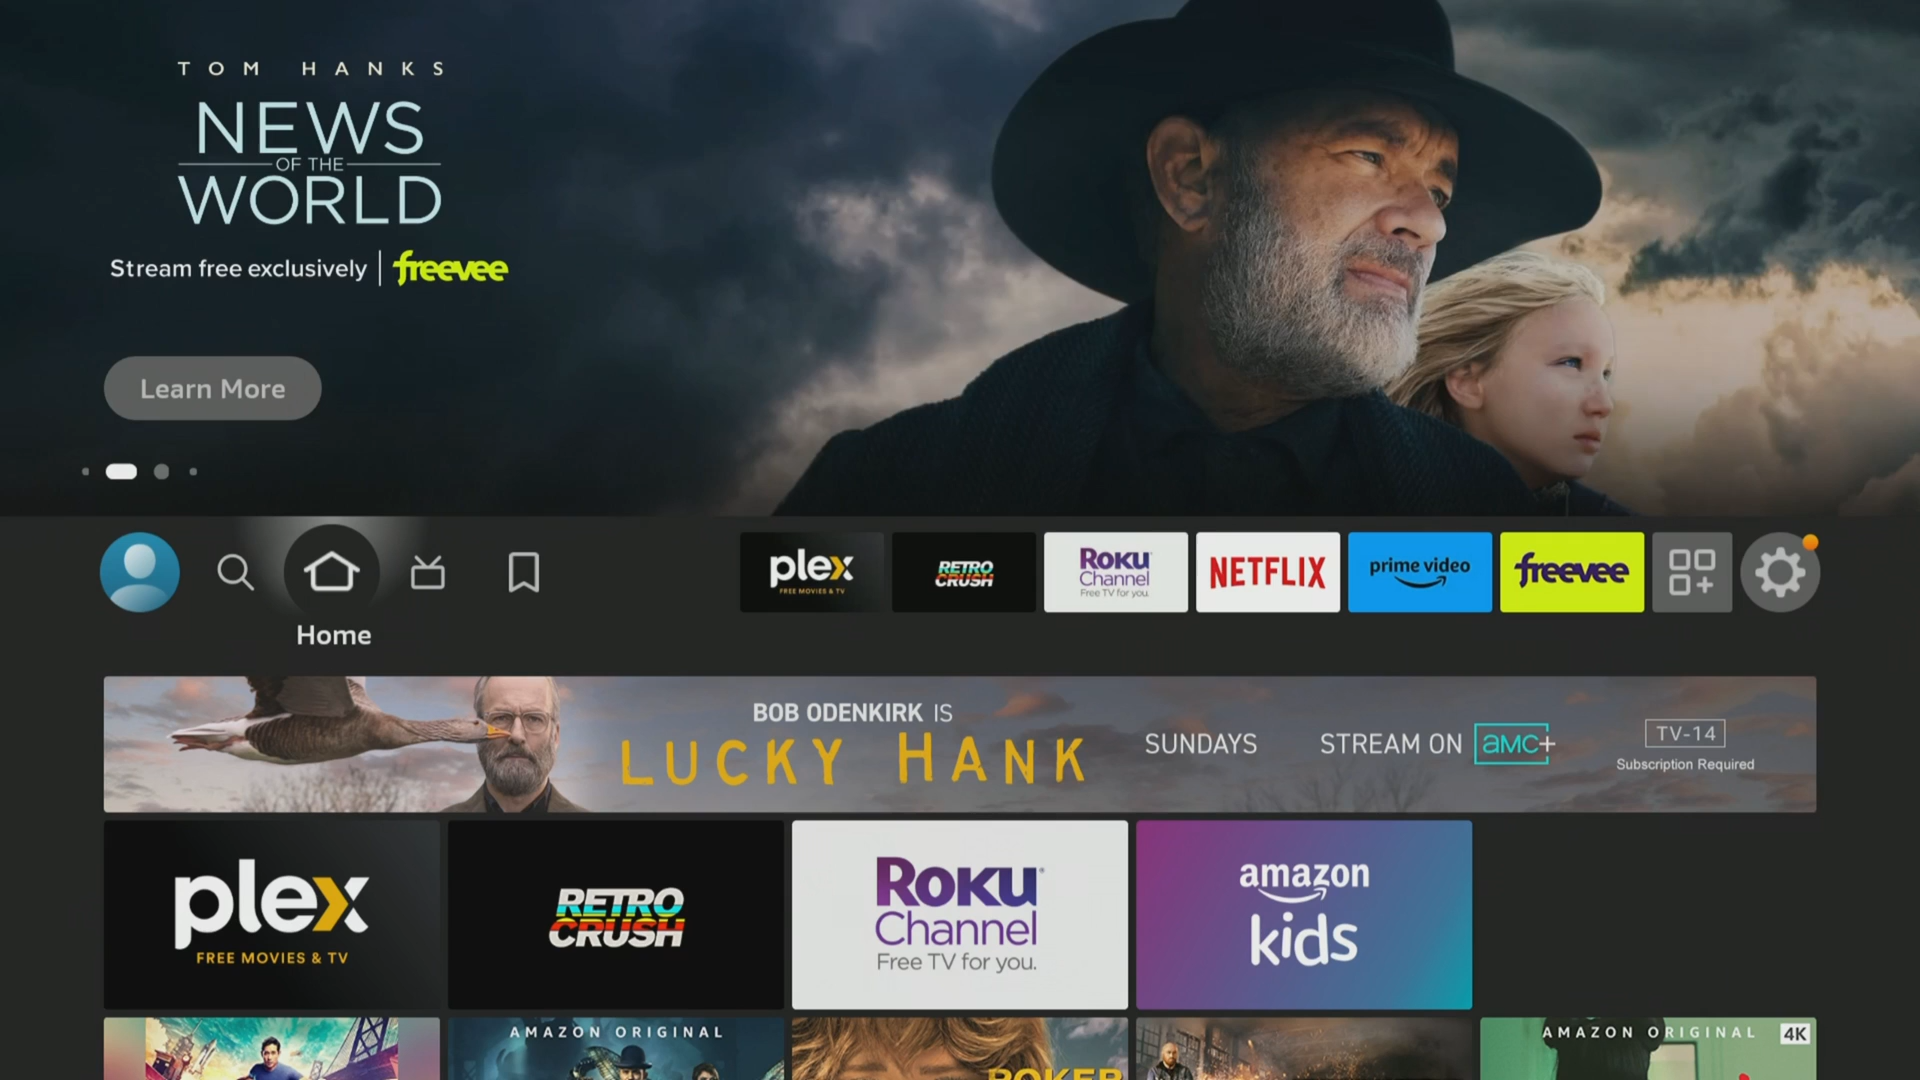 TOM HANKS
NEWS
OF THE
WORLD
Stream free exclusively | freevee
Learn More
plex
FREE MOVIES & TV
RETRO
CRUSH
Roku
Channel
Free TV for you.
NETFLIX
prime video
freevee
Home
BOB ODENKIRK IS
LUCKY HANK
SUNDAYS
STREAM ON amc+
TV-14
Subscription Required
plex
FREE MOVIES & TV
RETRO
CRUSH
Roku
Channel
Free TV for you.
amazon
kids
AMAZON ORIGINAL
POKER
AMAZON ORIGINAL
4K